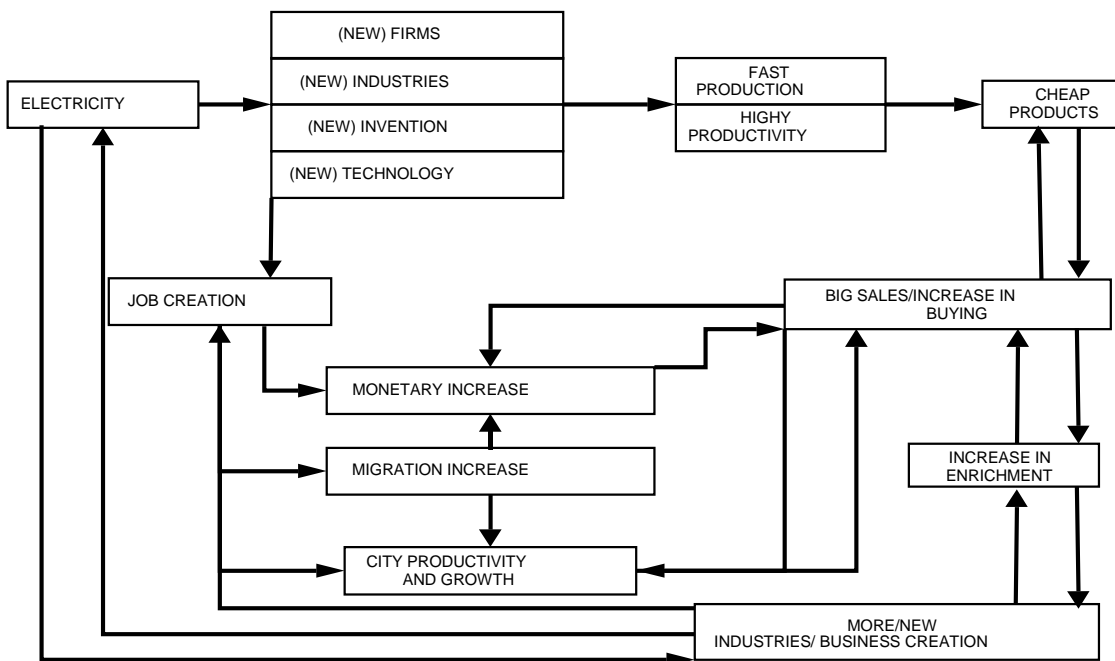 (NEW) FIRMS
(NEW) INDUSTRIES
(NEW) INVENTION
(NEW) TECHNOLOGY
ELECTRICITY
FAST
PRODUCTION
HIGHY
PRODUCTIVITY
CHEAP
PRODUCTS
JOB CREATION
BIG SALES/INCREASE IN
BUYING
MONETARY INCREASE
MIGRATION INCREASE
INCREASE IN
ENRICHMENT
CITY PRODUCTIVITY
AND GROWTH
MORE/NEW
INDUSTRIES/ BUSINESS CREATION